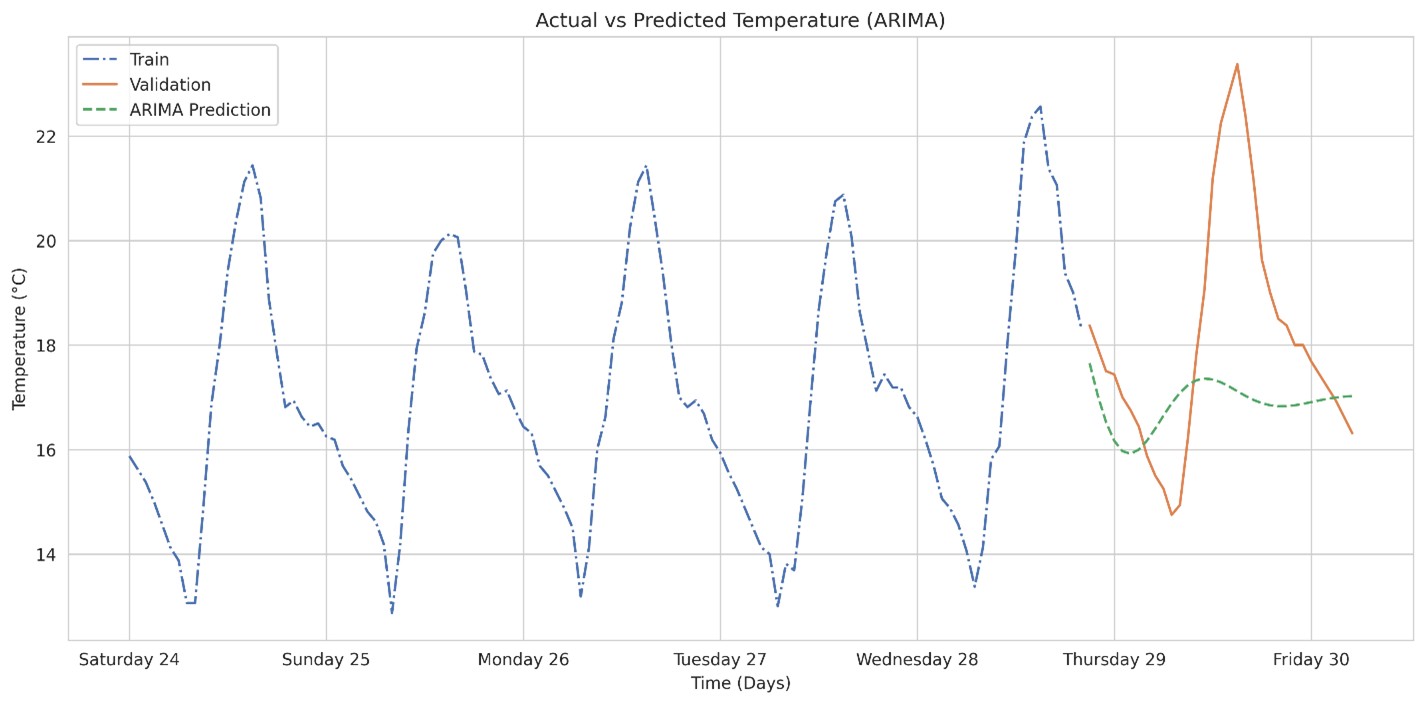 Actual vs Predicted Temperature (ARIMA)
Train
Validation
ARIMA Prediction
22
20
18
16
14
Temperature (°C)
Saturday 24
Sunday 25
Monday 26
Tuesday 27
Wednesday 28
Thursday 29
Friday 30
Time (Days)